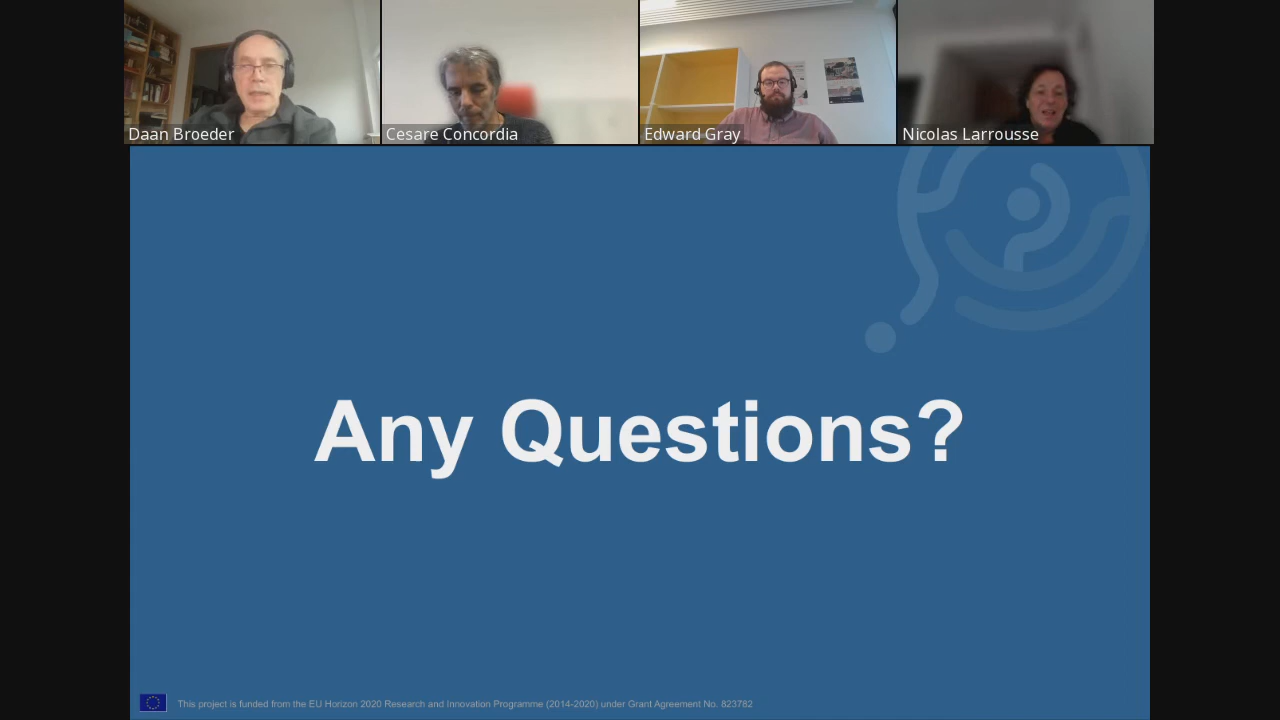 Daan Broeder
Cesare Concordia
Edward Gray
Nicolas Larrousse
Any Questions?
This project is funded from the EU Horizon 2020 Research and Innovation Programme (2014-2020) under Grant Agreement No. 823782